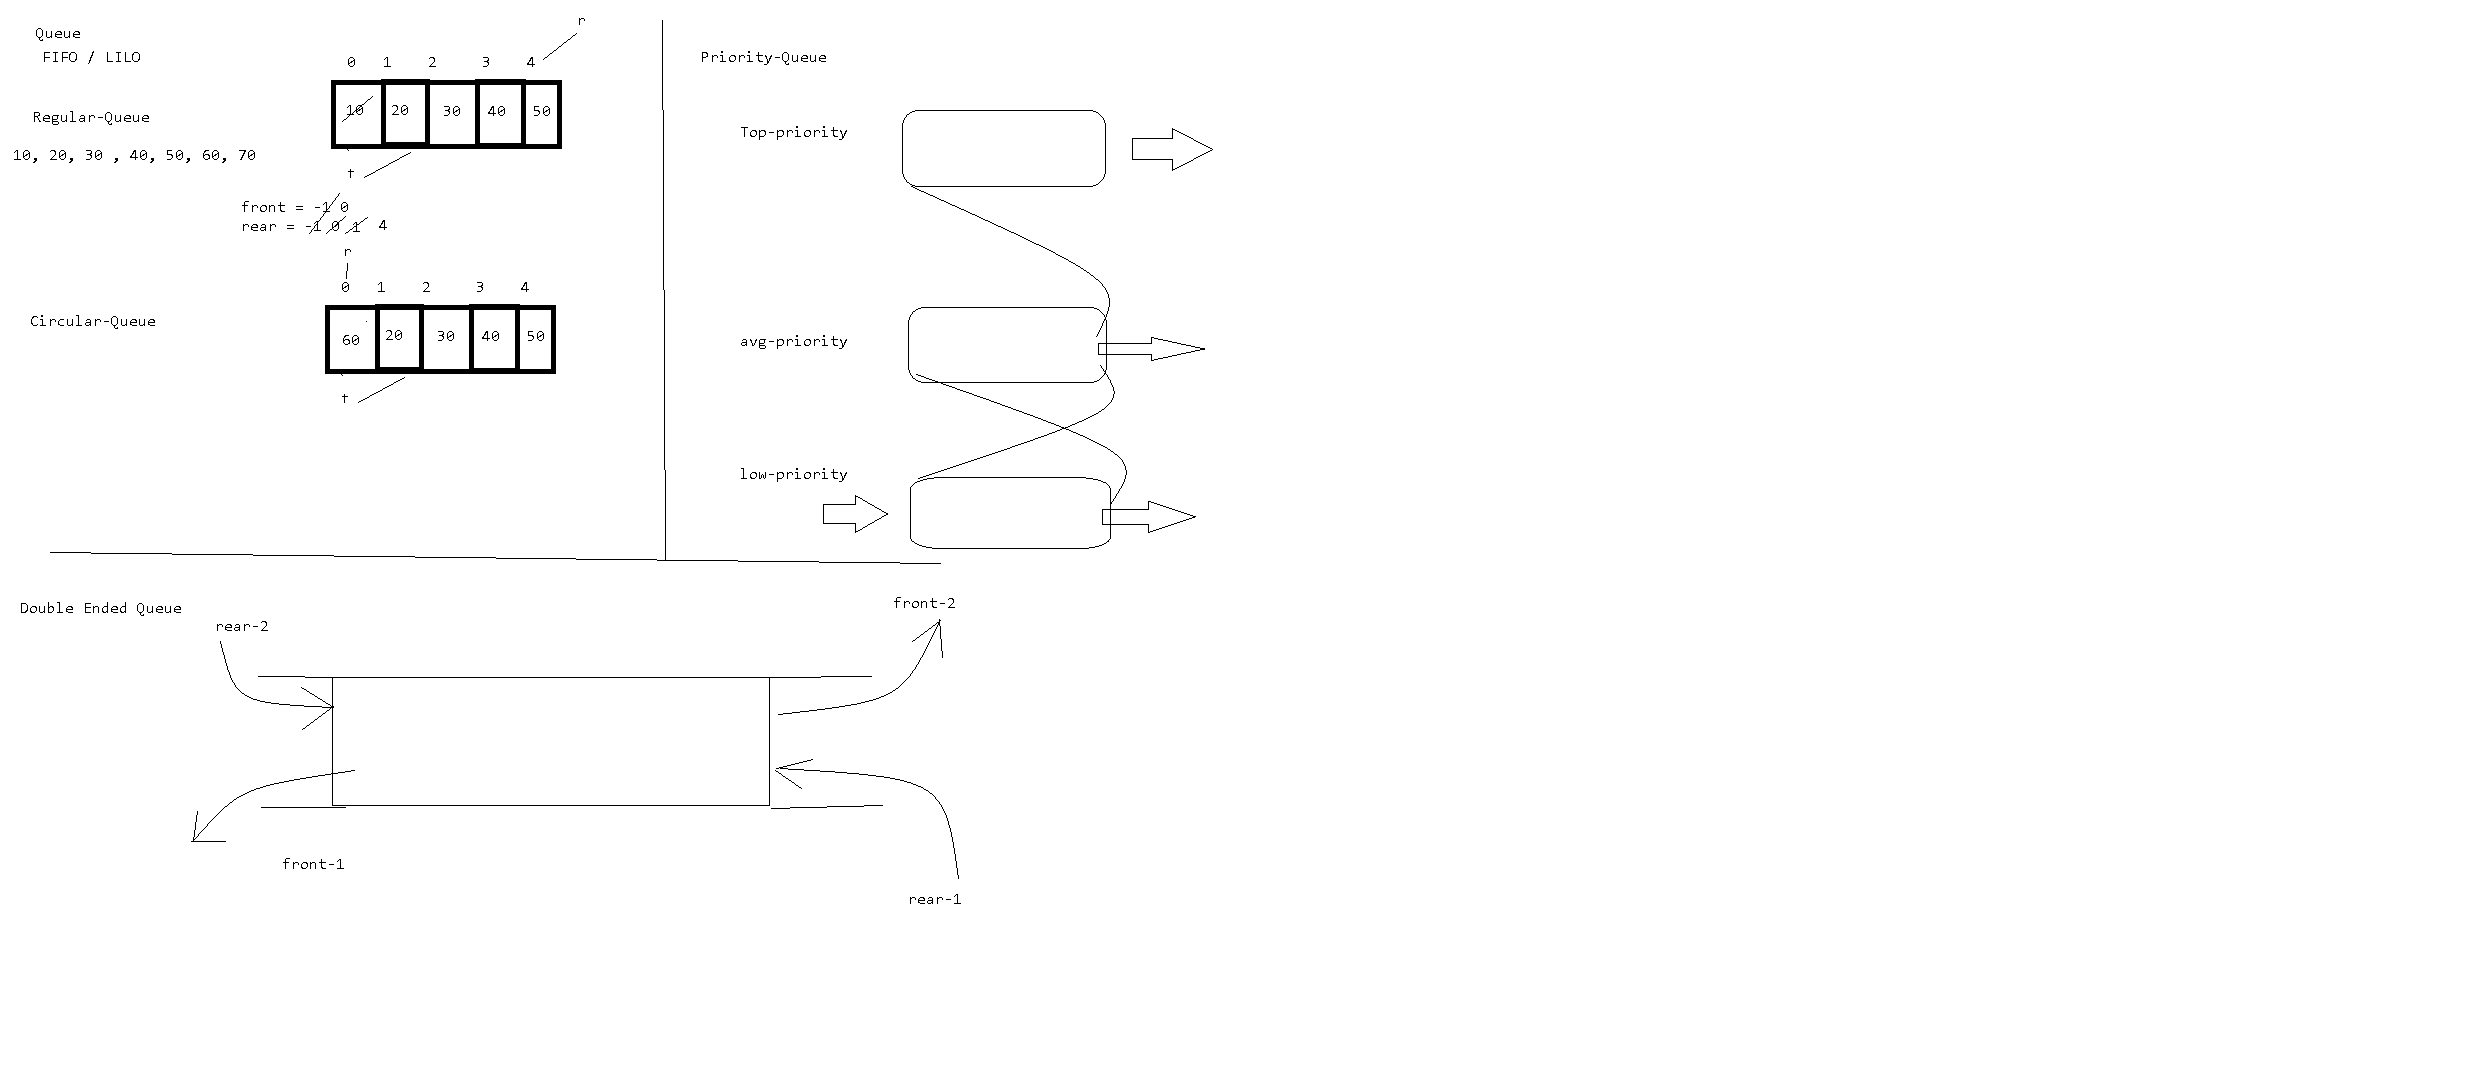 Queue
FIFO / LILO
Regular-Queue
10, 20, 30 , 40, 50, 60, 70
r
0 1 2 3 4
10 20 30 40 50
f
front = -1 0
rear = -1 0 1 4
r
0 1 2 3 4
Circular-Queue
60 20 30 40 50
f
Priority-Queue
Top-priority
avg-priority
low-priority
Double Ended Queue
rear-2
front-2
front-1
rear-1